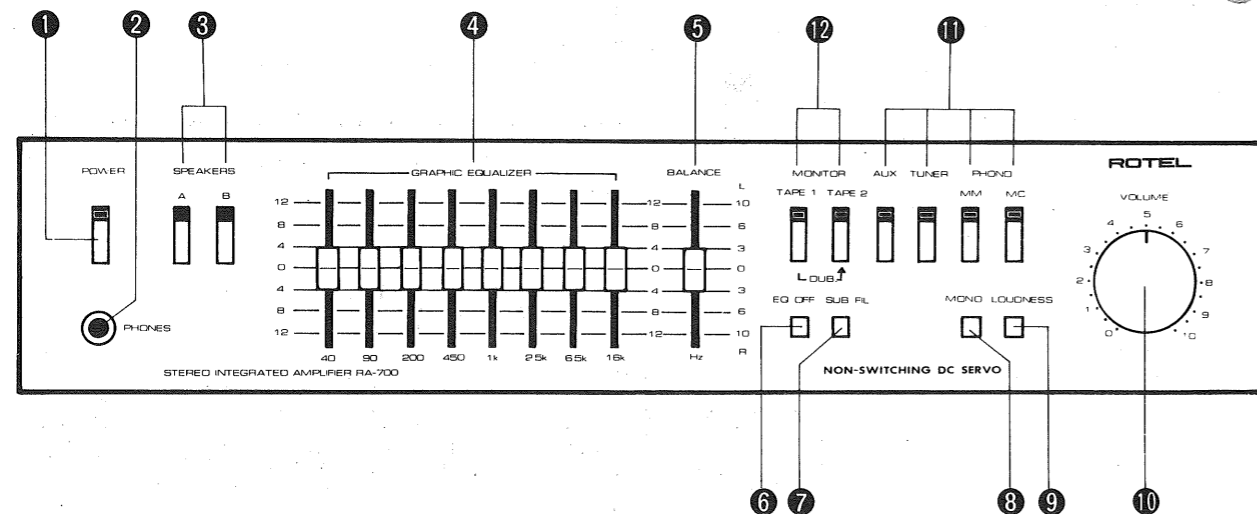 1 2 3 4 5 12 11
ROTEL
POWER SPEAKERS GRAPHIC EQUALIZER BALANCE MONITOR AUX TUNER PHONO
A B L TAPE 1 TAPE 2 MM MC VOLUME
12 12 10
8 8 6
4 4 3
0 0 0
4 4 3
8 8 6
12 12 10
40 90 200 450 1k 2.5k 6.5k 16k Hz R
DUB.
EQ OFF SUB FIL MONO LOUDNESS
0 1 2 3 4 5 6 7 8 9 10
PHONES
STEREO INTEGRATED AMPLIFIER RA-700
NON-SWITCHING DC SERVO
6 7 8 9 10